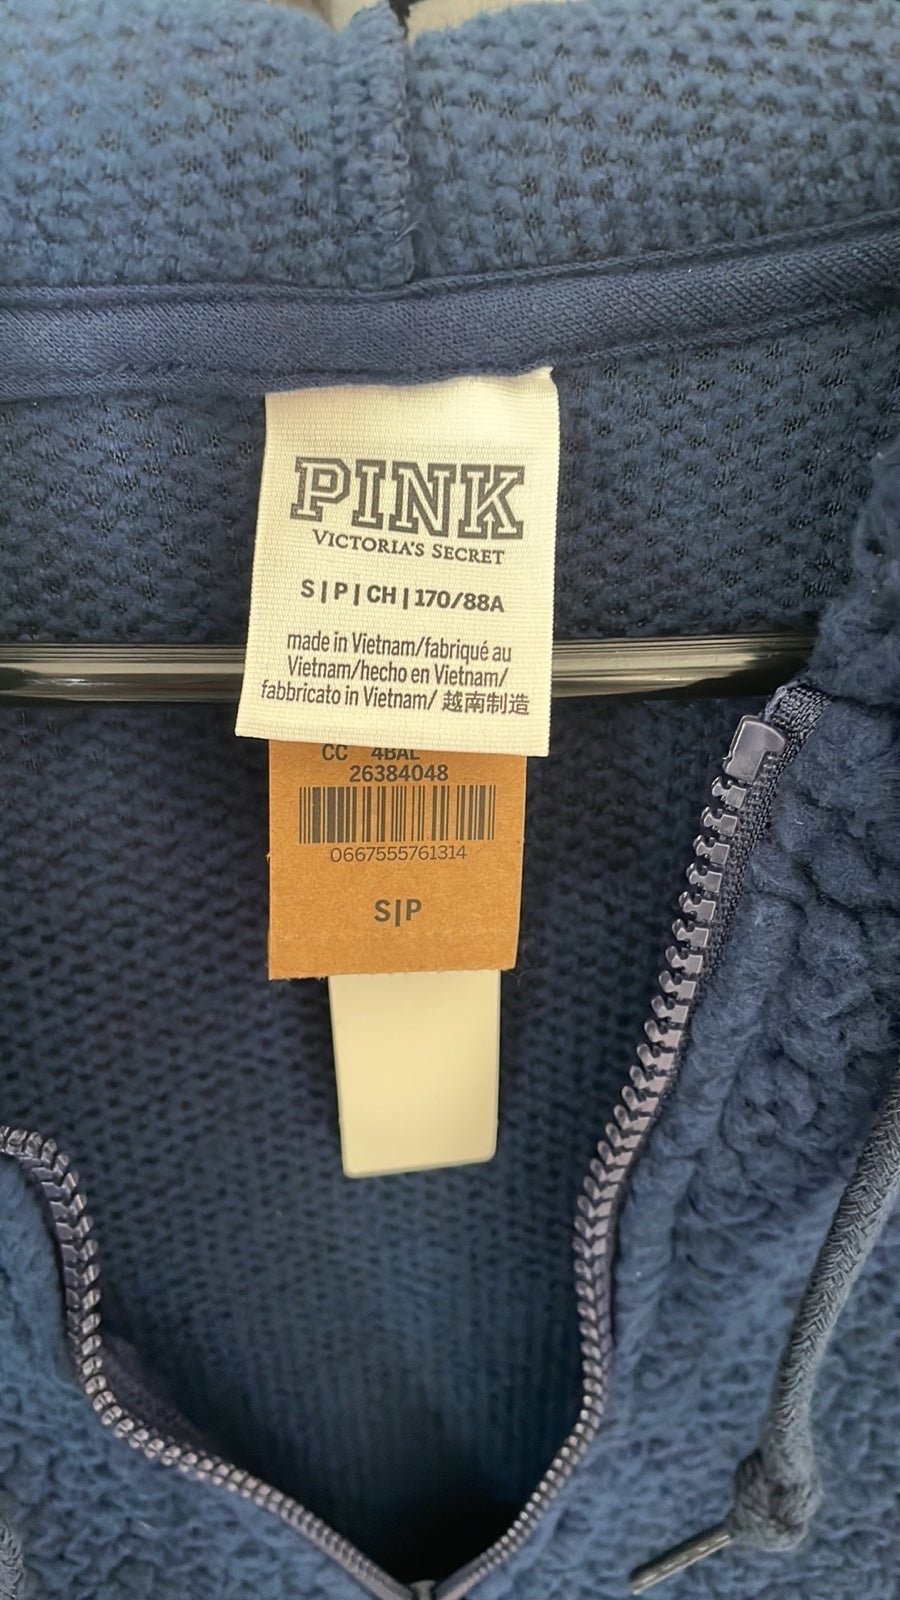 PINK
VICTORIA'S SECRET
S|P|CH|170/88A
made in Vietnam/fabriqué au
Vietnam/hecho en Vietnam/
fabbricato in Vietnam/ 越南制造
CC 4BAL
26384048
0667555761314
S|P